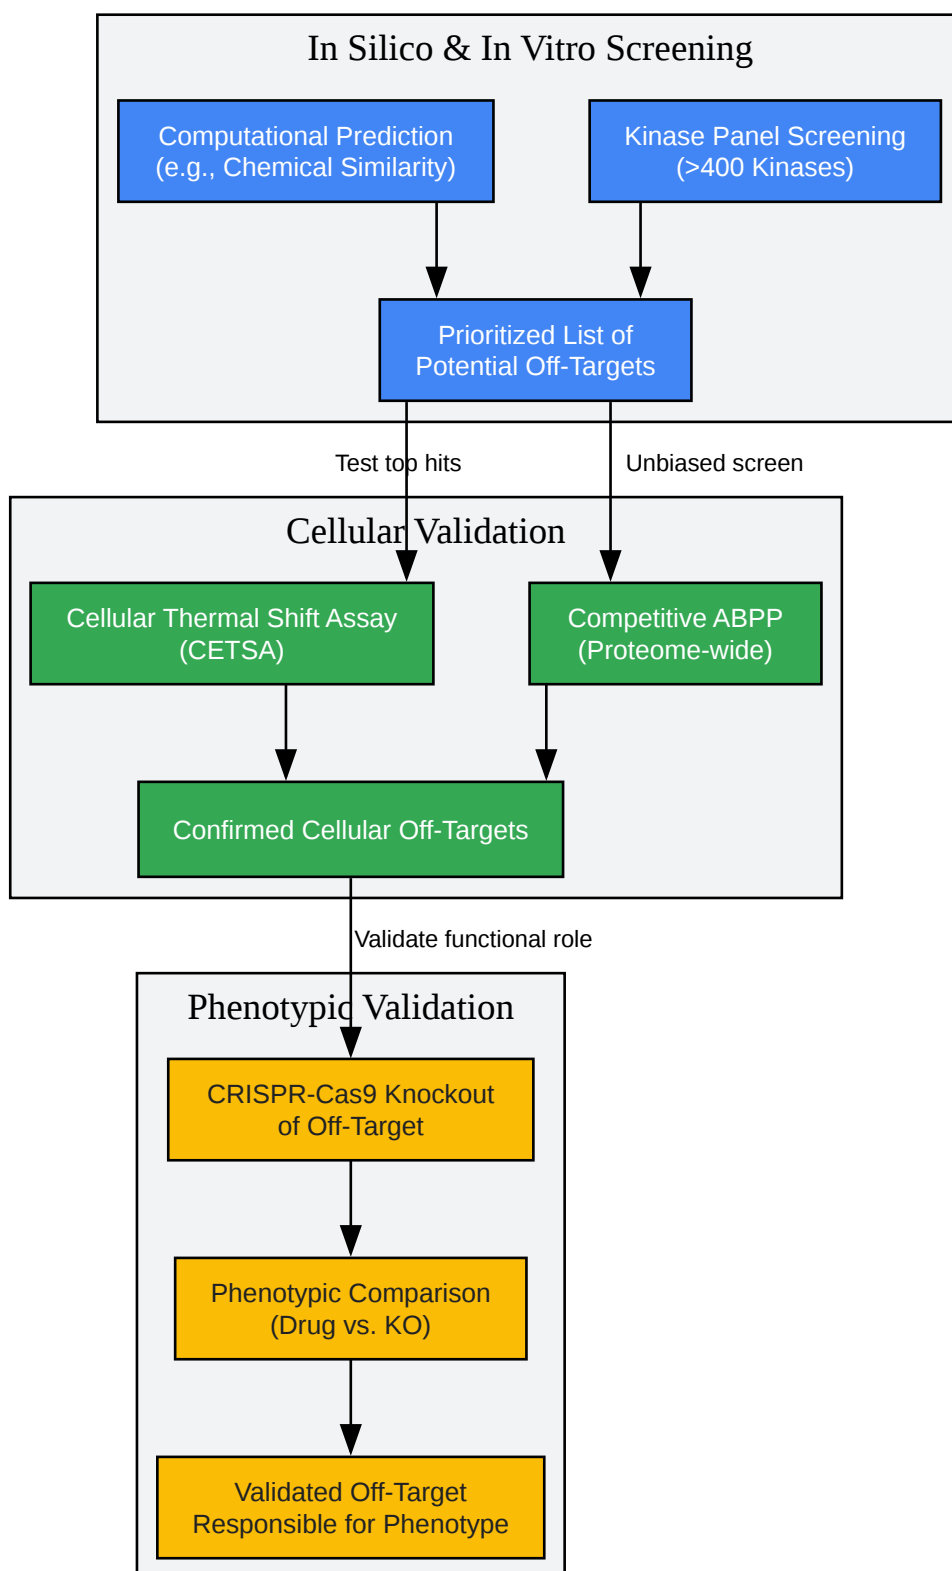 In Silico & In Vitro Screening
Computational Prediction
(e.g., Chemical Similarity)
Kinase Panel Screening
(>400 Kinases)
Prioritized List of
Potential Off-Targets
Test top hits
Unbiased screen
Cellular Validation
Cellular Thermal Shift Assay
(CETSA)
Competitive ABPP
(Proteome-wide)
Confirmed Cellular Off-Targets
Validate functional role
Phenotypic Validation
CRISPR-Cas9 Knockout
of Off-Target
Phenotypic Comparison
(Drug vs. KO)
Validated Off-Target
Responsible for Phenotype